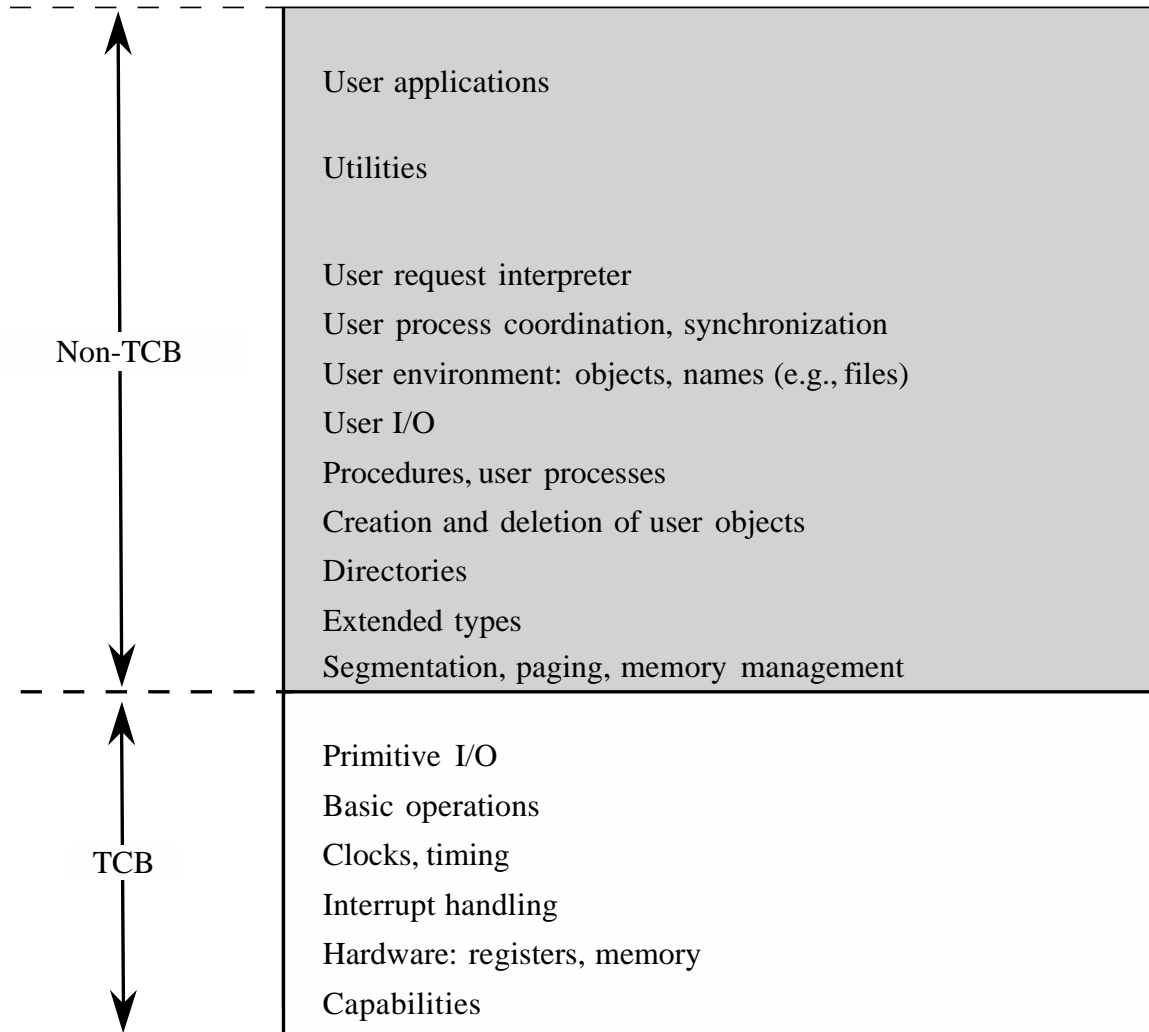 User applications
Utilities
User request interpreter
User process coordination, synchronization
Non-TCB
User environment: objects, names (e.g., files)
User I/O
Procedures, user processes
Creation and deletion of user objects
Directories
Extended types
Segmentation, paging, memory management
Primitive I/O
Basic operations
TCB
Clocks, timing
Interrupt handling
Hardware: registers, memory
Capabilities